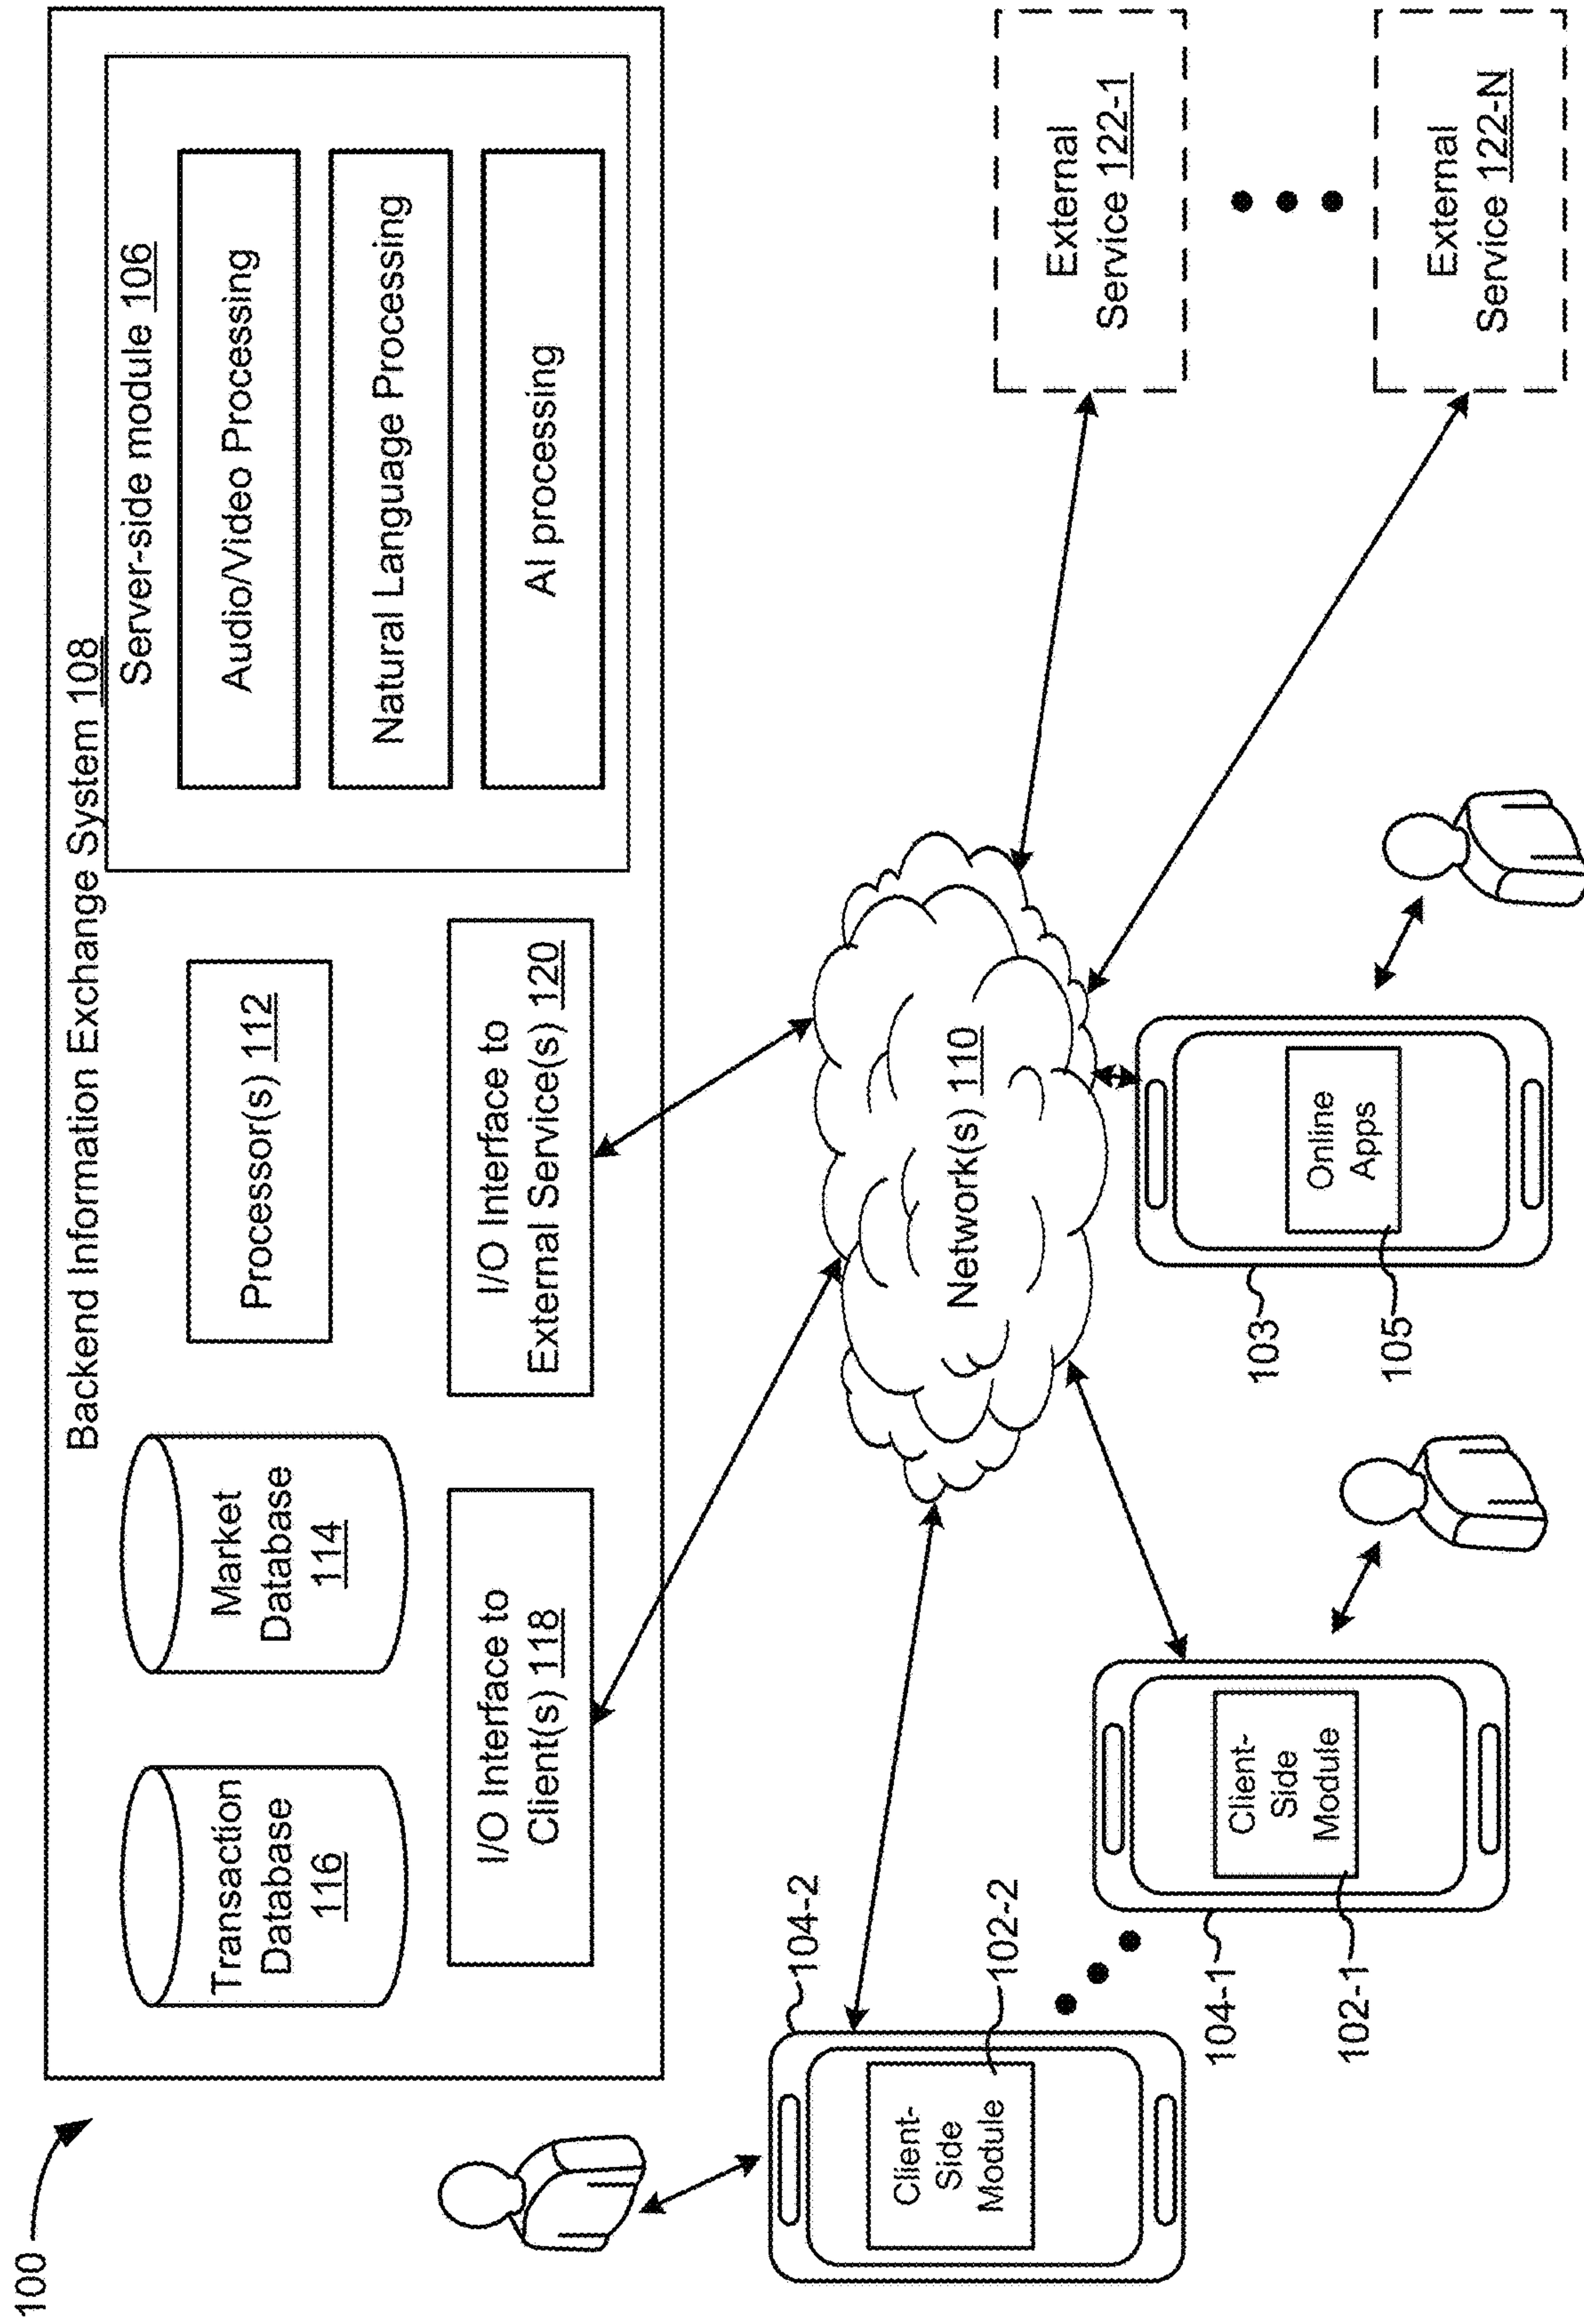 100
Backend Information Exchange System 108
Transaction
Database
116
Market
Database
114
Processor(s) 112
Server-side module 106
Audio/Video Processing
Natural Language Processing
AI processing
I/O Interface to
Client(s) 118
I/O Interface to
External Service(s) 120
Network(s) 110
104-2
Client-
Side
Module
102-2
104-1
Client-
Side
Module
102-1
103
Online
Apps
105
External
Service 122-1
External
Service 122-N